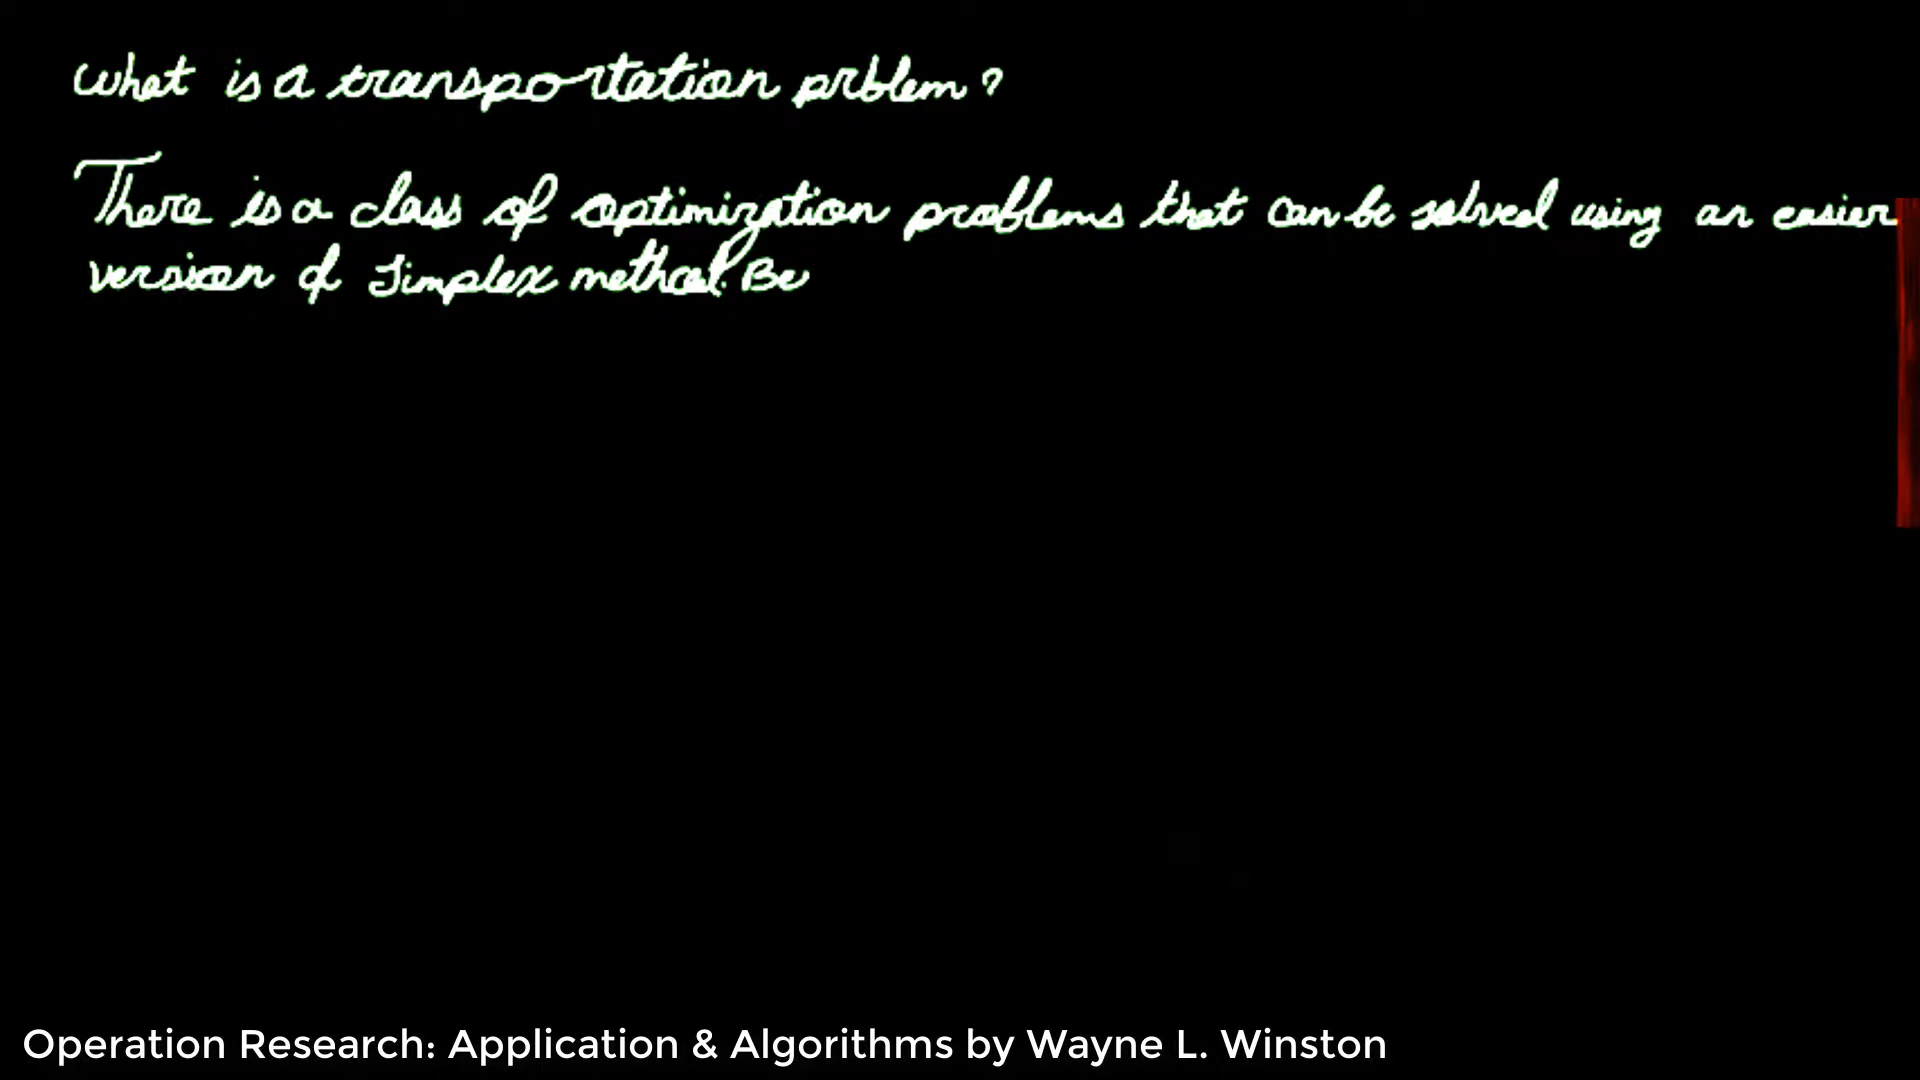 What is a transportation problem?
There is a class of optimization problems that can be solved using an easier
version of Simplex method. Be
Operation Research: Application & Algorithms by Wayne L. Winston